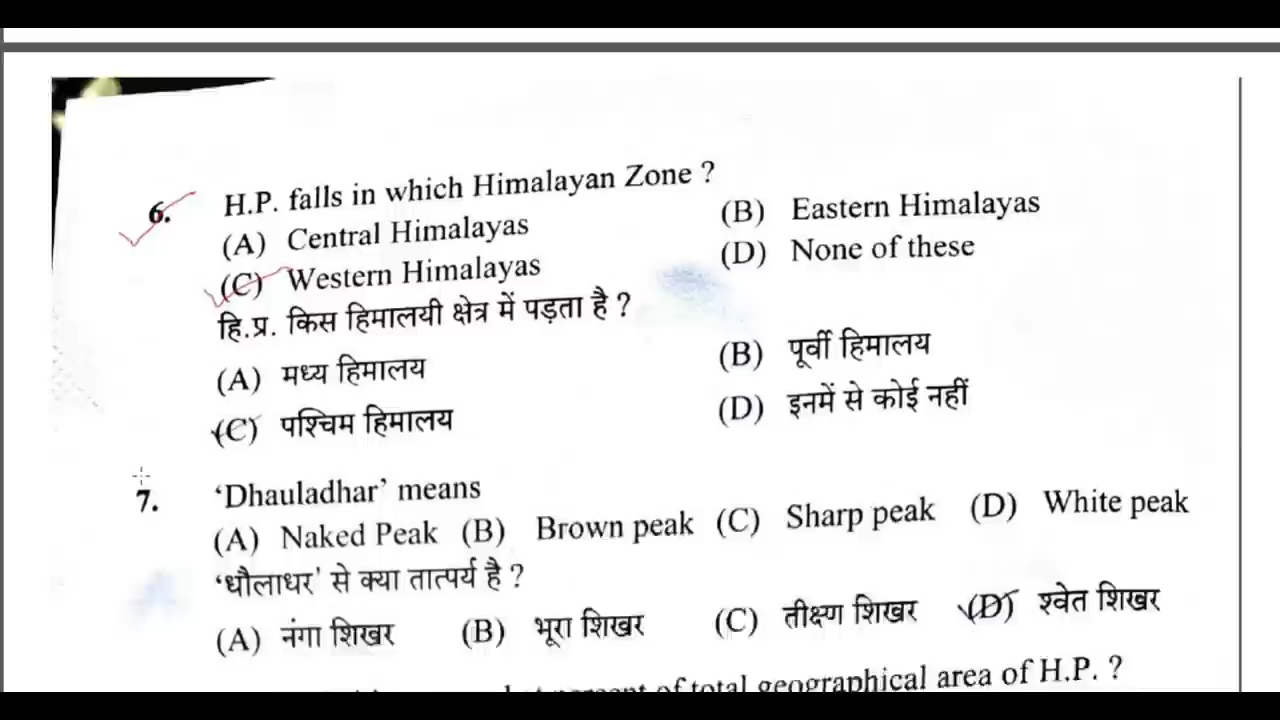 6. H.P. falls in which Himalayan Zone ?
(A) Central Himalayas (B) Eastern Himalayas
(C) Western Himalayas (D) None of these
हि.प्र. किस हिमालयी क्षेत्र में पड़ता है ?
(A) मध्य हिमालय (B) पूर्वी हिमालय
(C) पश्चिम हिमालय (D) इनमें से कोई नहीं
7. ‘Dhauladhar’ means
(A) Naked Peak (B) Brown peak (C) Sharp peak (D) White peak
‘धौलाधर’ से क्या तात्पर्य है ?
(A) नंगा शिखर (B) भूरा शिखर (C) तीक्ष्ण शिखर (D) श्वेत शिखर
percent of total geographical area of H.P. ?